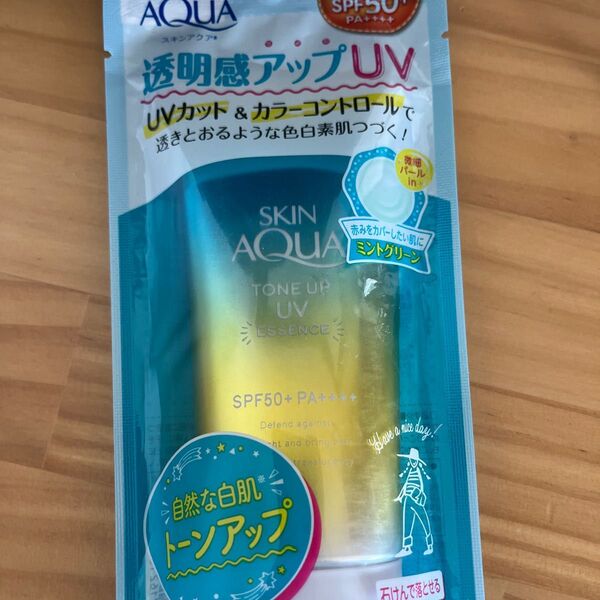 AQUA
スキンアクア®
SPF50+
PA++++
透明感アップUV
UVカット & カラーコントロールで
透きとおるような色白素肌つづく!
微細
パール
in
赤みをカバーしたい肌に
ミントグリーン
SKIN
AQUA
TONE UP
UV
ESSENCE
SPF50+ PA++++
Defend against
and bring
Have a nice day!
自然な白肌※
トーンアップ
石けんで落とせる